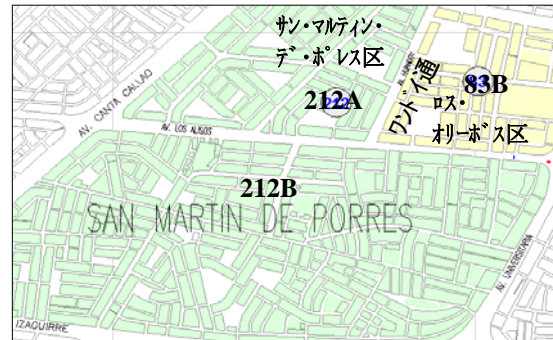 サン・マルティン・
デ・ポレス区
83B
212A
ロス・
オリーボス区
ワンドイ通
AV. CANTA CALLAO
AV. LOS ALISOS
212B
SAN MARTIN DE PORRES
AV. UNIVERSITARIA
IZAGUIRRE